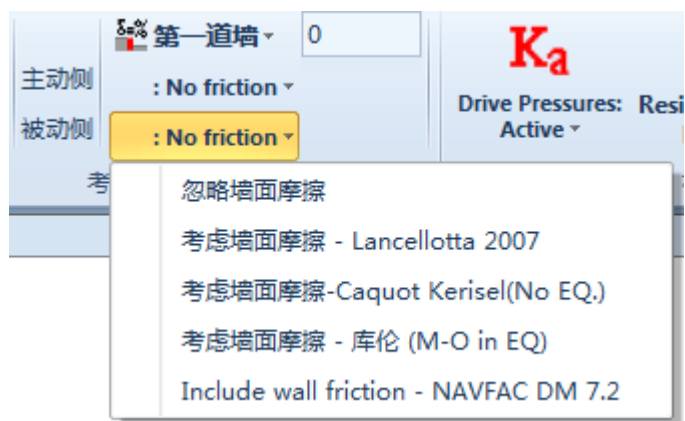 δ=% 第一道墙 0
主动侧 : No friction
被动侧 : No friction
考
Ka
Drive Pressures:
Active
Resi
忽略墙面摩擦
考虑墙面摩擦 - Lancellotta 2007
考虑墙面摩擦-Caquot Kerisel(No EQ.)
考虑墙面摩擦 - 库伦 (M-O in EQ)
Include wall friction - NAVFAC DM 7.2